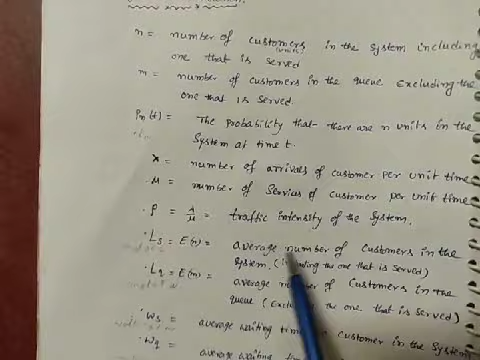 n = number of customers in the system including
(units)
one that is served
m = number of customers in the queue excluding the
one that is served.
Pn(t) = The probability that there are n units in the
system at time t.
λ = number of arrivals of customer per unit time
μ = number of services of customer per unit time
ρ = λ/μ = traffic intensity of the system.
Ls = E(n) = average number of customers in the
system (including the one that is served)
Lq = E(m) = average number of customers in the
queue (excluding the one that is served)
Ws = average waiting time customer in the system
Wq = average waiting